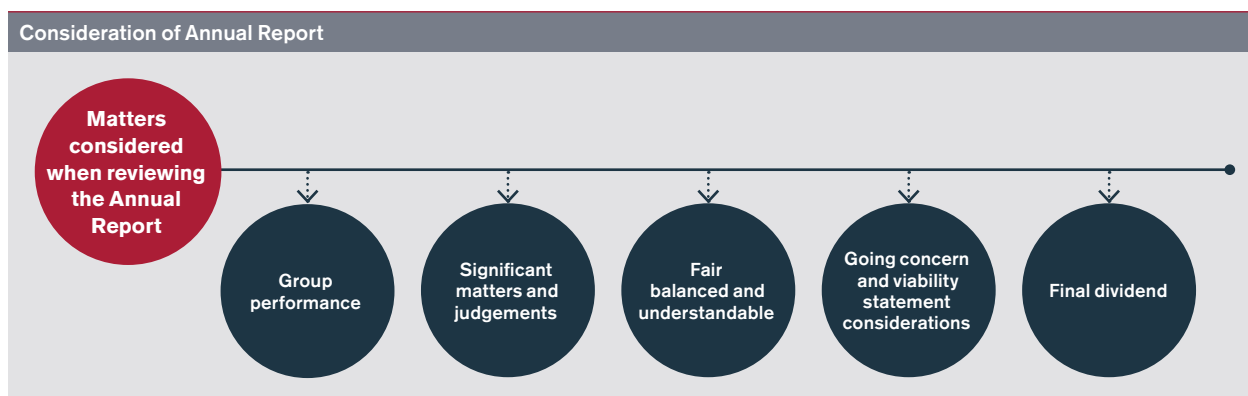 Consideration of Annual Report
Matters
considered
when reviewing
the Annual
Report
Group
performance
Significant
matters and
judgements
Fair
balanced and
understandable
Going concern
and viability
statement
considerations
Final dividend